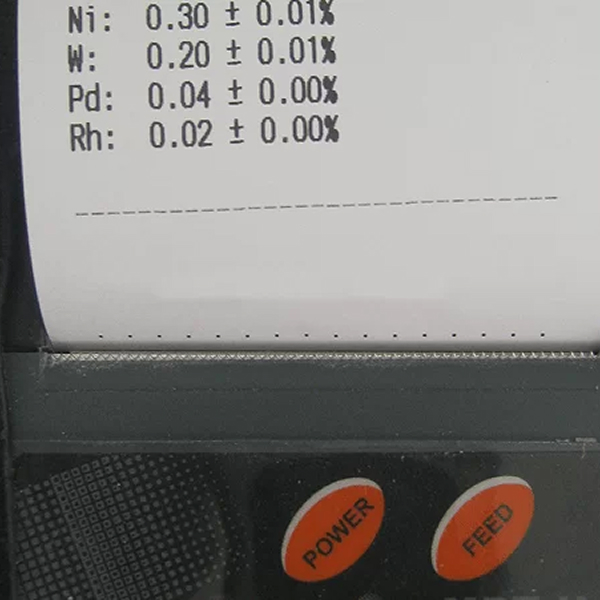 Ni: 0.30 ± 0.01%
W: 0.20 ± 0.01%
Pd: 0.04 ± 0.00%
Rh: 0.02 ± 0.00%
POWER
FEED